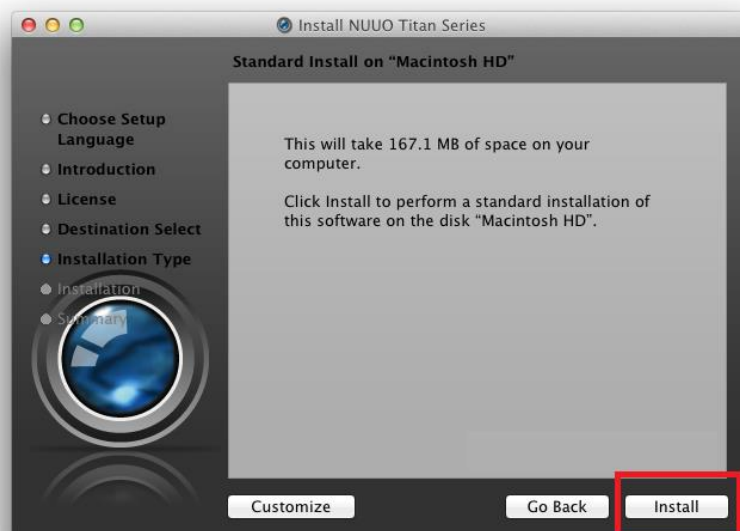 Install NUUO Titan Series
Standard Install on “Macintosh HD”
Choose Setup
Language
Introduction
License
Destination Select
Installation Type
Installation
Summary
This will take 167.1 MB of space on your
computer.
Click Install to perform a standard installation of
this software on the disk “Macintosh HD”.
Customize
Go Back
Install